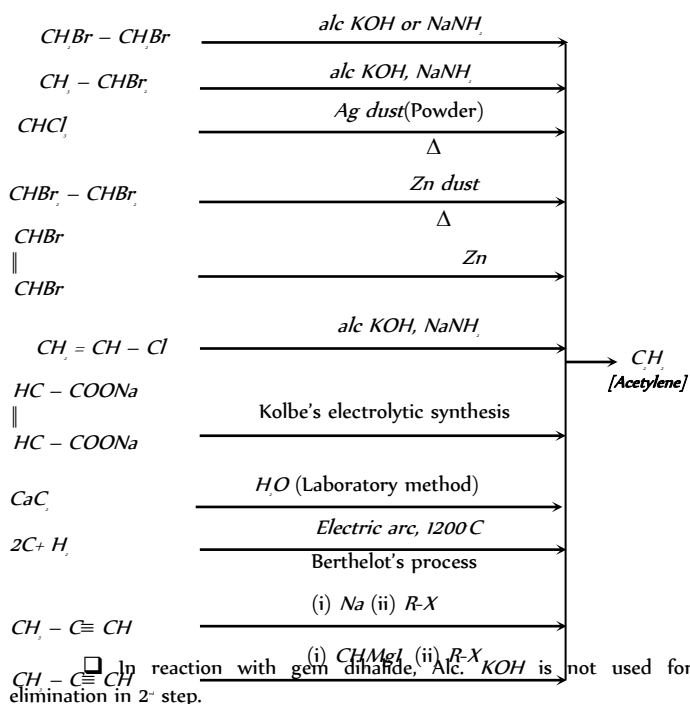 alc KOH or NaNH₂
CH₂Br – CH₂Br
alc KOH, NaNH₂
CH₃ – CHBr₂
Ag dust(Powder)
CHCl₃
Δ
Zn dust
CHBr₂ – CHBr₂
Δ
CHBr
||
CHBr
Zn
alc KOH, NaNH₂
CH₂ = CH – Cl
C₂H₂
[Acetylene]
HC – COONa
||
HC – COONa
Kolbe's electrolytic synthesis
H₂O (Laboratory method)
CaC₂
Electric arc, 1200 C
2C+ H₂
Berthelot's process
(i) Na (ii) R-X
CH₃ – C≡ CH
(i) CH₃MgI, (ii) R-X
CH₃ – C≡ CH
❑ In reaction with gem dihalide, Alc. KOH is not used for
elimination in 2nd step.